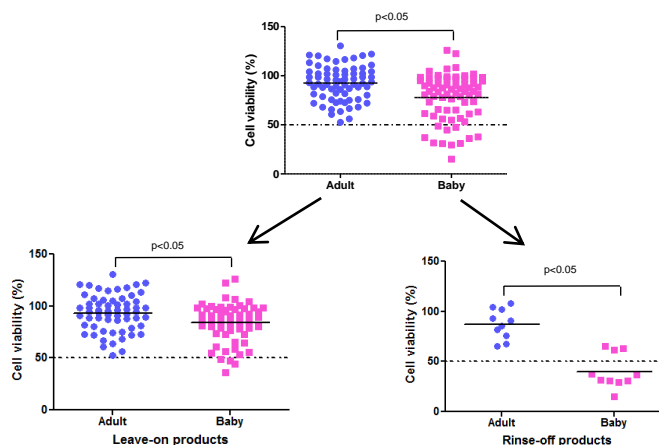 p<0.05
Cell viability (%)
150
100
50
0
Adult
Baby
p<0.05
Cell viability (%)
150
100
50
0
Adult
Baby
Leave-on products
p<0.05
Cell viability (%)
150
100
50
0
Adult
Baby
Rinse-off products